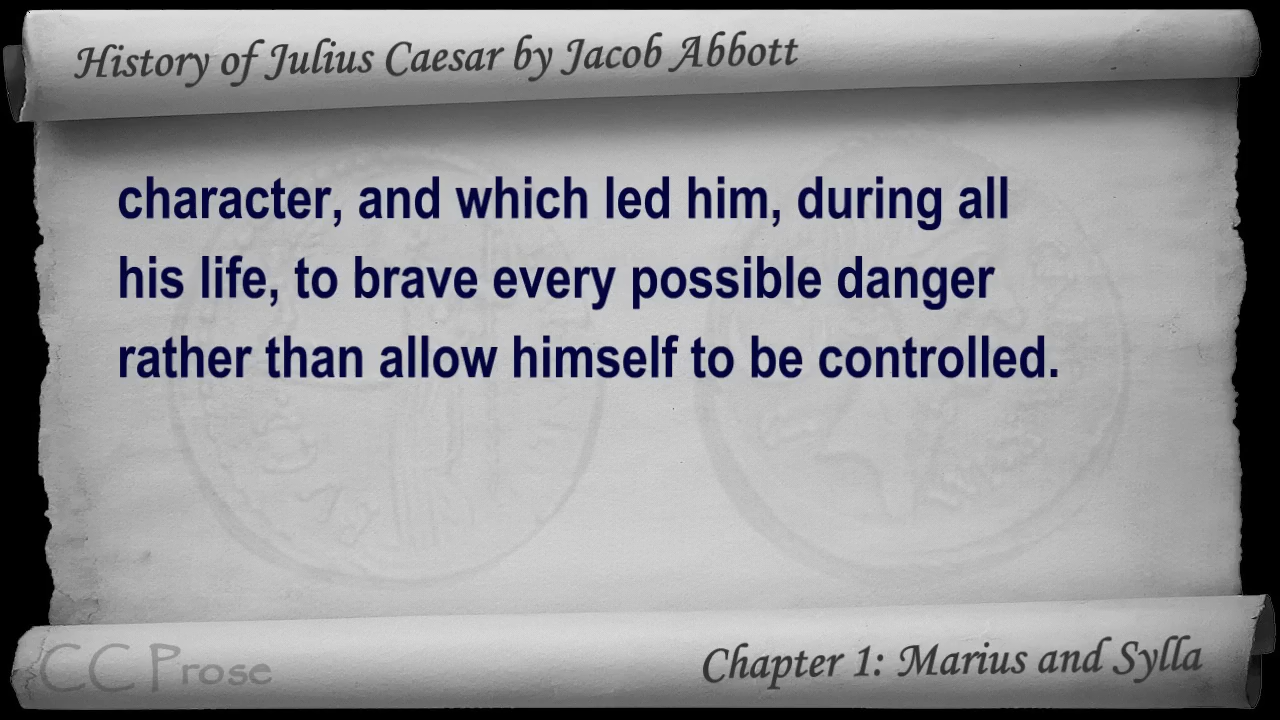 History of Julius Caesar by Jacob Abbott
character, and which led him, during all
his life, to brave every possible danger
rather than allow himself to be controlled.
CC Prose
Chapter 1: Marius and Sylla